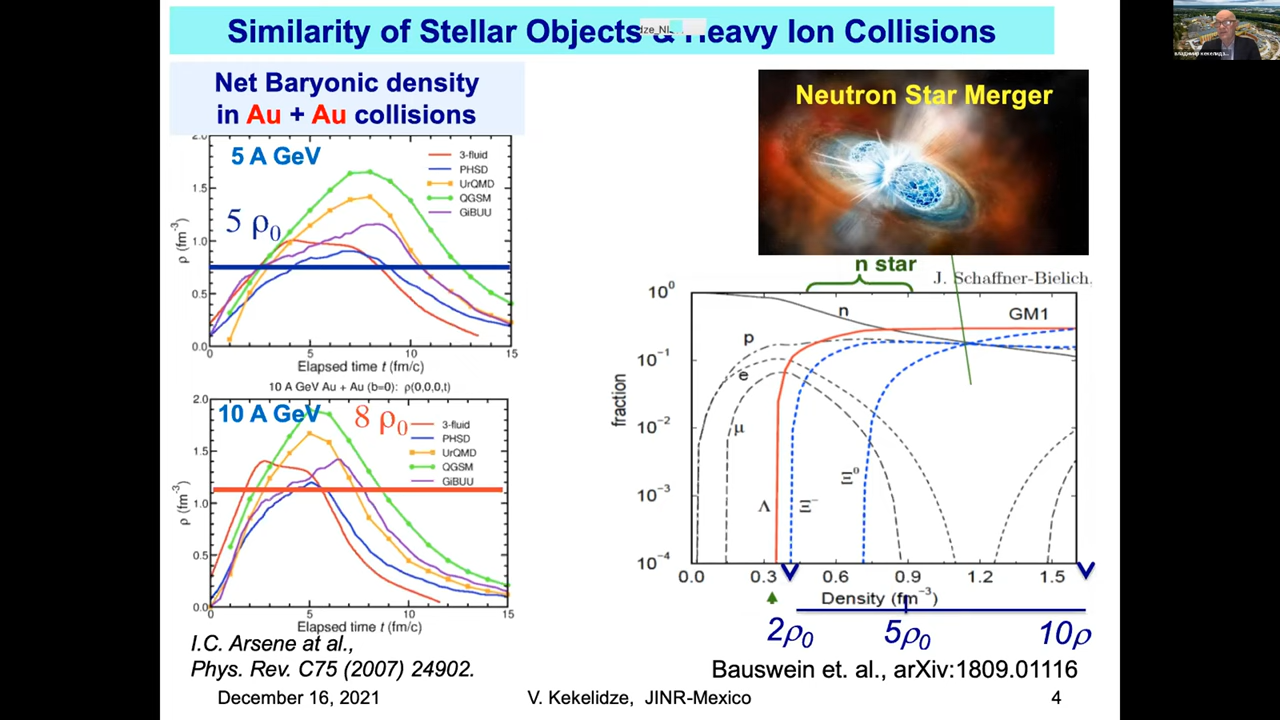 Similarity of Stellar Objects & Heavy Ion Collisions
Net Baryonic density
in Au + Au collisions
2.0
5 A GeV
3-fluid
PHSD
UrQMD
QGSM
GiBUU
1.5
5 ρ0
1.0
ρ (fm-3)
0.5
0.0
0 5 10 15
Elapsed time t (fm/c)
10 A GeV Au + Au (b=0): ρ(0,0,0,t)
2.0
10 A GeV
8 ρ0
3-fluid
PHSD
UrQMD
QGSM
GiBUU
1.5
ρ (fm-3)
1.0
0.5
0.0
0 5 10 15
Elapsed time t (fm/c)
I.C. Arsene at al.,
Phys. Rev. C75 (2007) 24902.
Neutron Star Merger
n star
J. Schaffner-Bielich,
10^0
n
GM1
p
10^-1
e
fraction
10^-2
μ
Ξ0
10^-3
Λ
Ξ−
10^-4
0.0 0.3 0.6 0.9 1.2 1.5
Density (fm-3)
2ρ0 5ρ0 10ρ
Bauswein et. al., arXiv:1809.01116
December 16, 2021
V. Kekelidze, JINR-Mexico
4